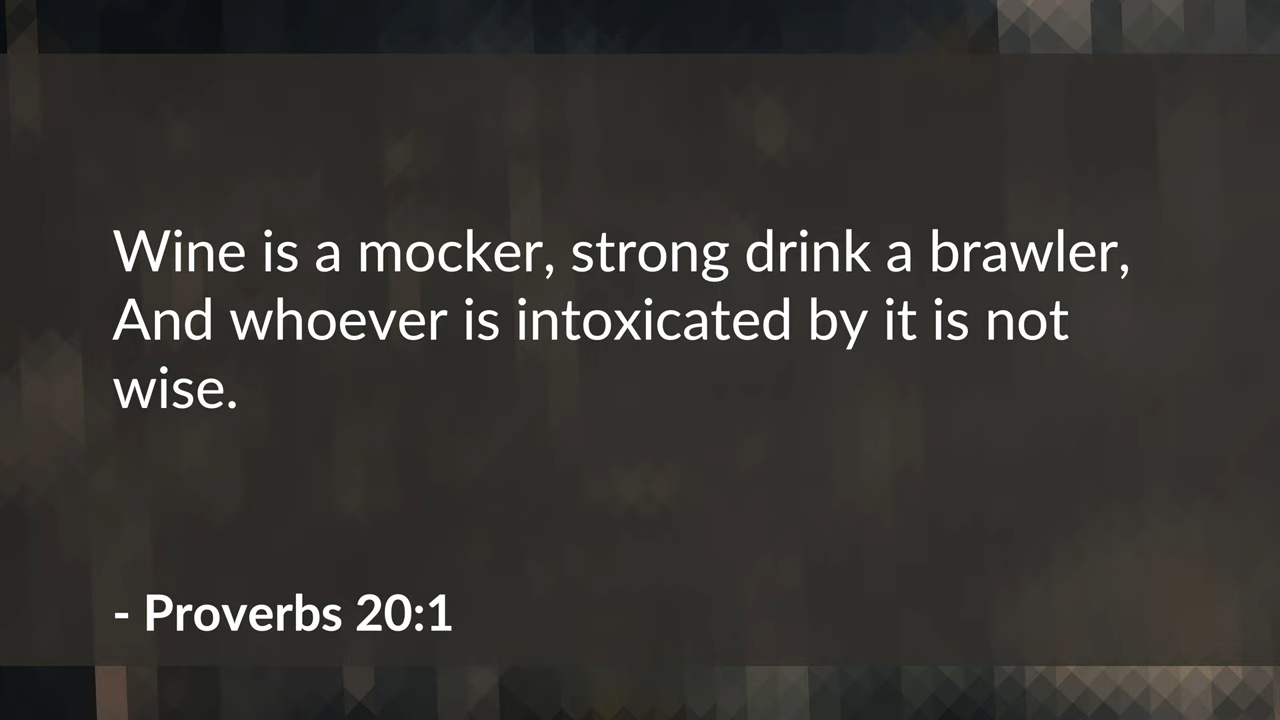 Wine is a mocker, strong drink a brawler,
And whoever is intoxicated by it is not
wise.
- Proverbs 20:1